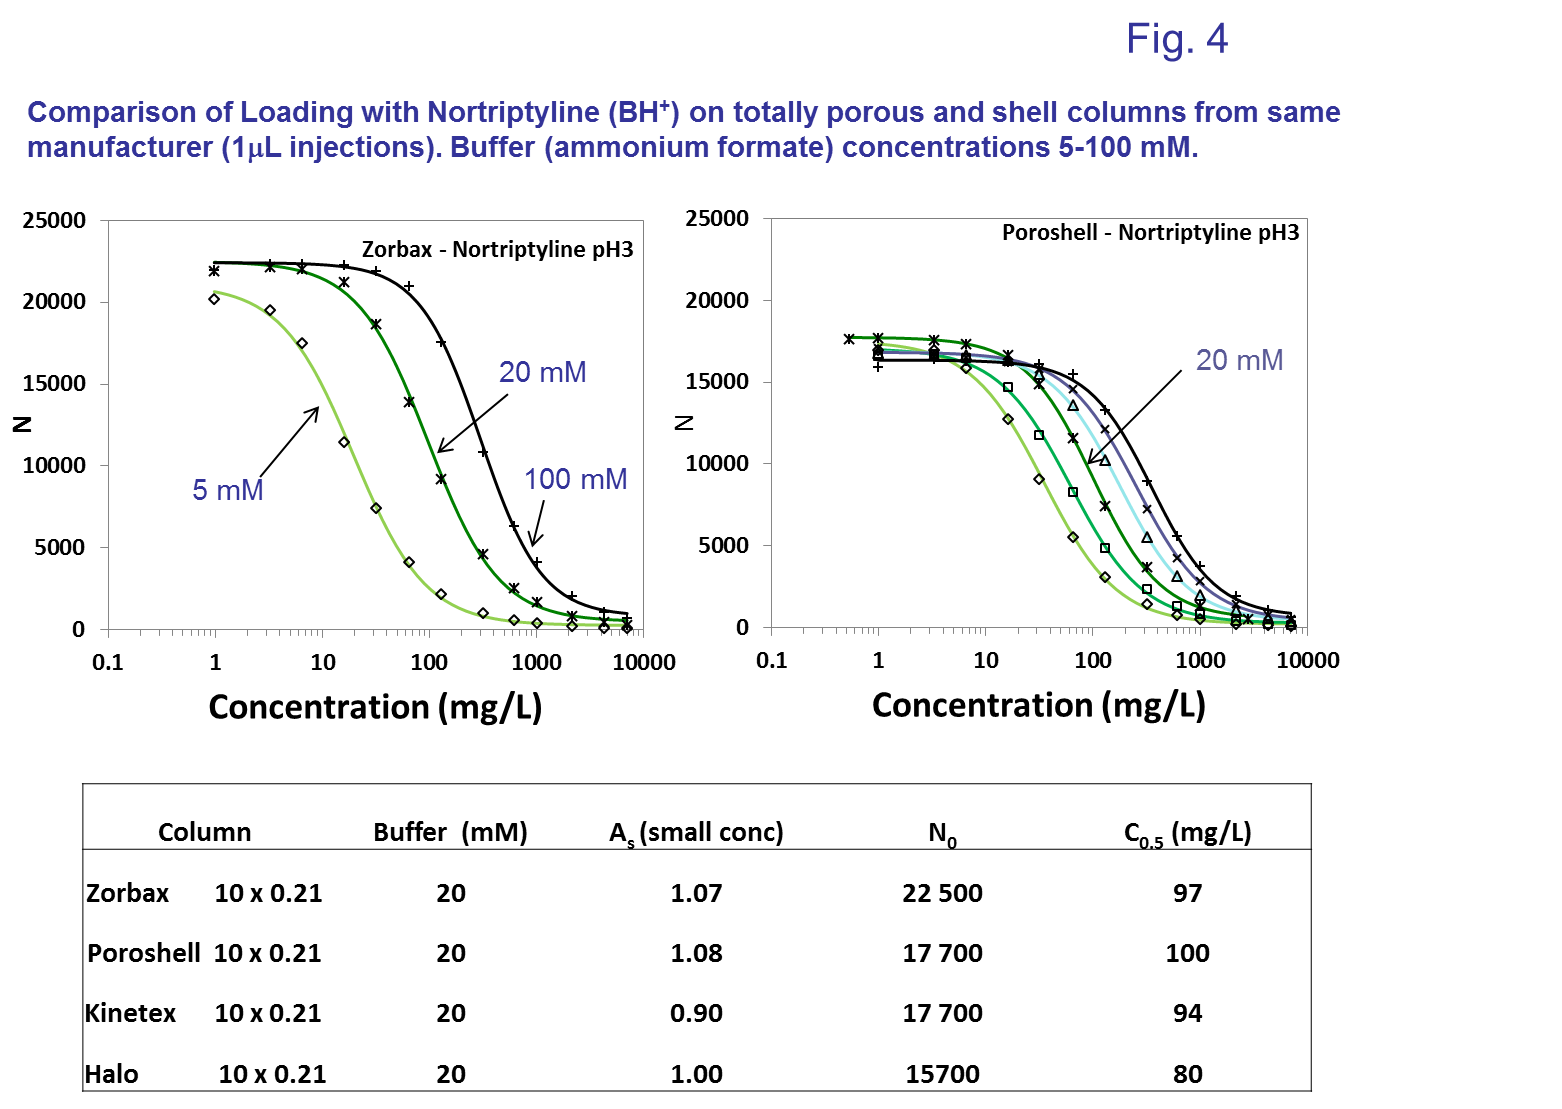 Fig. 4
Comparison of Loading with Nortriptyline (BH+) on totally porous and shell columns from same
manufacturer (1μL injections). Buffer (ammonium formate) concentrations 5-100 mM.
25000
20000
15000
10000
5000
0
N
Zorbax - Nortriptyline pH3
20 mM
5 mM
100 mM
0.1 1 10 100 1000 10000
Concentration (mg/L)
25000
20000
15000
10000
5000
0
N
Poroshell - Nortriptyline pH3
20 mM
0.1 1 10 100 1000 10000
Concentration (mg/L)
Column Buffer (mM) As (small conc) N0 C0.5 (mg/L)
Zorbax 10 x 0.21 20 1.07 22 500 97
Poroshell 10 x 0.21 20 1.08 17 700 100
Kinetex 10 x 0.21 20 0.90 17 700 94
Halo 10 x 0.21 20 1.00 15700 80